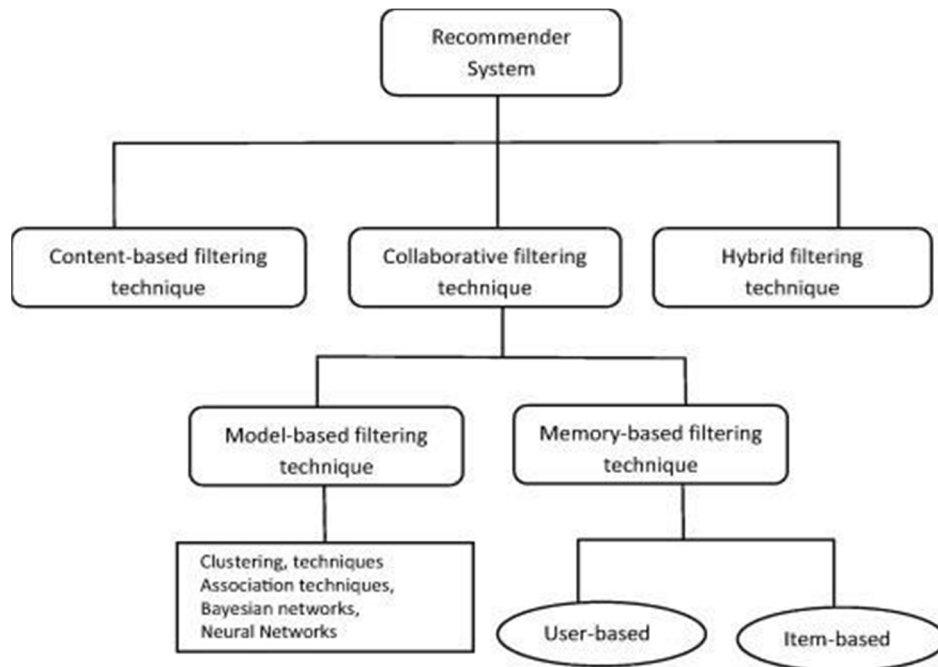 Recommender
System
Content-based filtering
technique
Collaborative filtering
technique
Hybrid filtering
technique
Model-based filtering
technique
Memory-based filtering
technique
Clustering, techniques
Association techniques,
Bayesian networks,
Neural Networks
User-based
Item-based